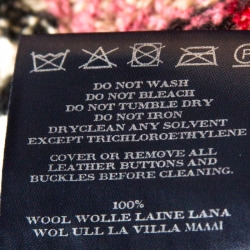 DO NOT WASH
DO NOT BLEACH
DO NOT TUMBLE DRY
DO NOT IRON
DRYCLEAN ANY SOLVENT
EXCEPT TRICHLOROETHYLENE
COVER OR REMOVE ALL
LEATHER BUTTONS AND
BUCKLES BEFORE CLEANING.
100%
WOOL WOLLE LAINE LANA
WOL ULL LA VILLA ΜΑΛΛΙ